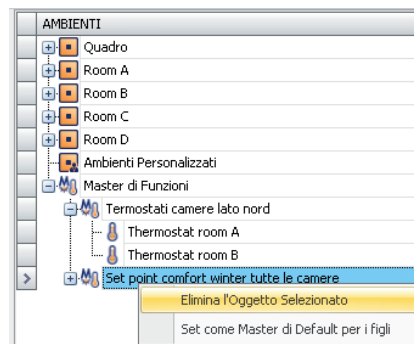 AMBIENTI
Quadro
Room A
Room B
Room C
Room D
Ambienti Personalizzati
Master di Funzioni
Termostati camere lato nord
Thermostat room A
Thermostat room B
Set point comfort winter tutte le camere
Elimina l'Oggetto Selezionato
Set come Master di Default per i figli